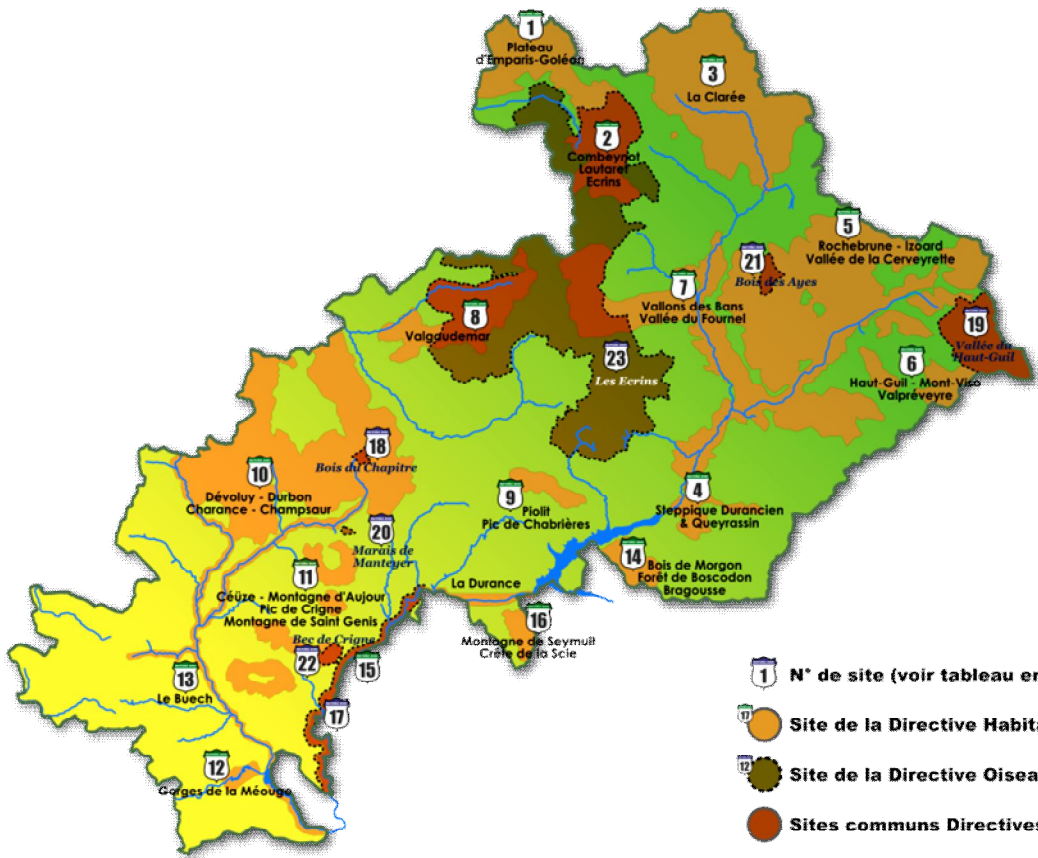 1
Plateau
d'Emparis-Goléon
3
La Clarée
2
Combeynot
Lautaret
Ecrins
5
Rochebrune - Izoard
Vallée de la Cerveyrette
21
Bois des Ayes
7
Vallons des Bans
Vallée du Fournel
8
Valgaudemar
19
Vallée du
Haut-Guil
23
Les Ecrins
6
Haut-Guil - Mont-Viso
Valpréveyre
18
Bois du Chapitre
10
Dévoluy - Durbon
Charance - Champsaur
9
Piolit
Pic de Chabrières
4
Steppique Durancien
& Queyrassin
20
Marais de
Manteyer
14
Bois de Morgon
Forêt de Boscodon
Bragousse
11
Céüze - Montagne d'Aujour
Pic de Crigne
Montagne de Saint Genis
La Durance
16
Montagne de Seymuit
Crête de la Scie
Bec de Crigne
22
15
13
Le Buech
17
12
Gorges de la Méouge
1
N° de site (voir tableau en
17
Site de la Directive Habita
12
Site de la Directive Oisea
Sites communs Directives